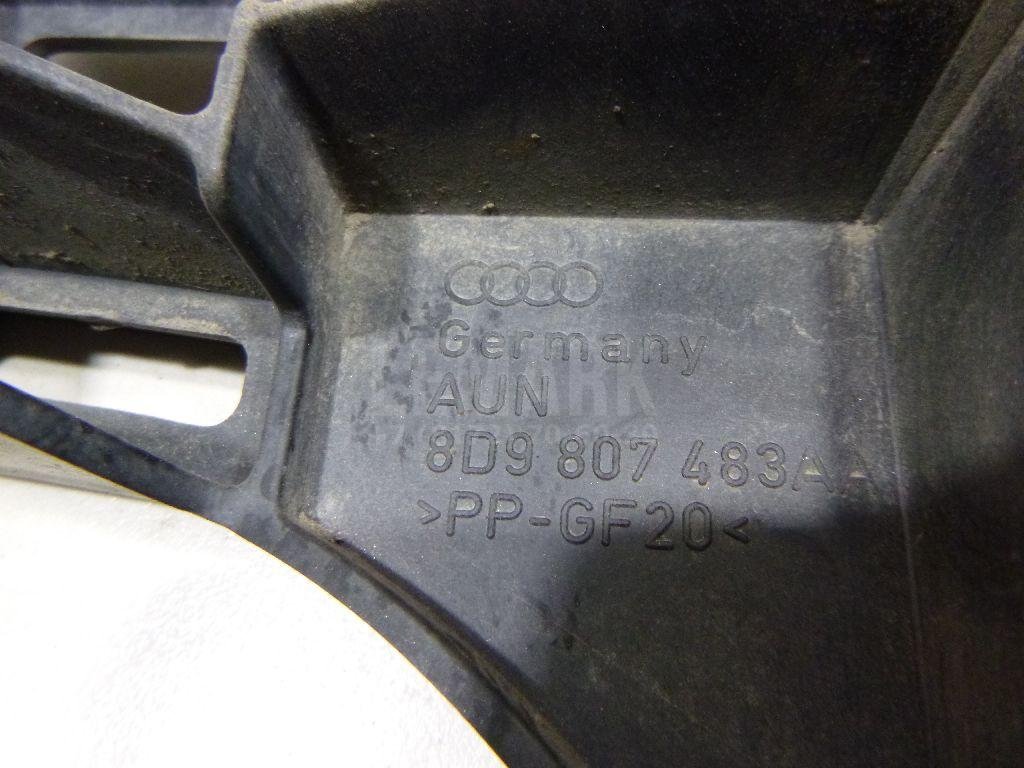 Germany
AUN
8D9 807 483AA
>PP-GF20<